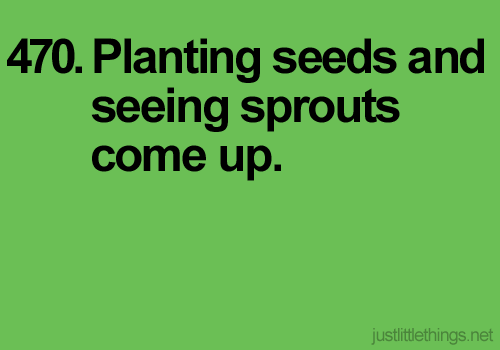 470. Planting seeds and
seeing sprouts
come up.
justlittlethings.net